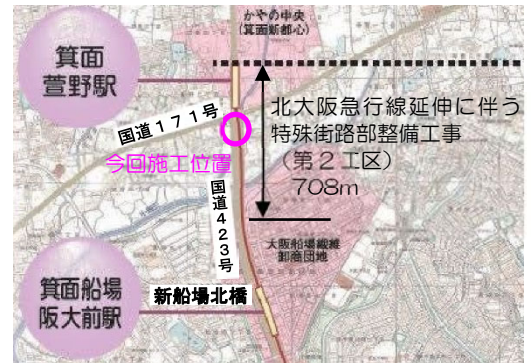 かやの中央
(箕面新都心)
箕面
萱野駅
国道171号
今回施工位置
北大阪急行線延伸に伴う
特殊街路部整備工事
(第2工区)
708m
国道423号
大阪船場繊維
卸商団地
箕面船場
阪大前駅
新船場北橋